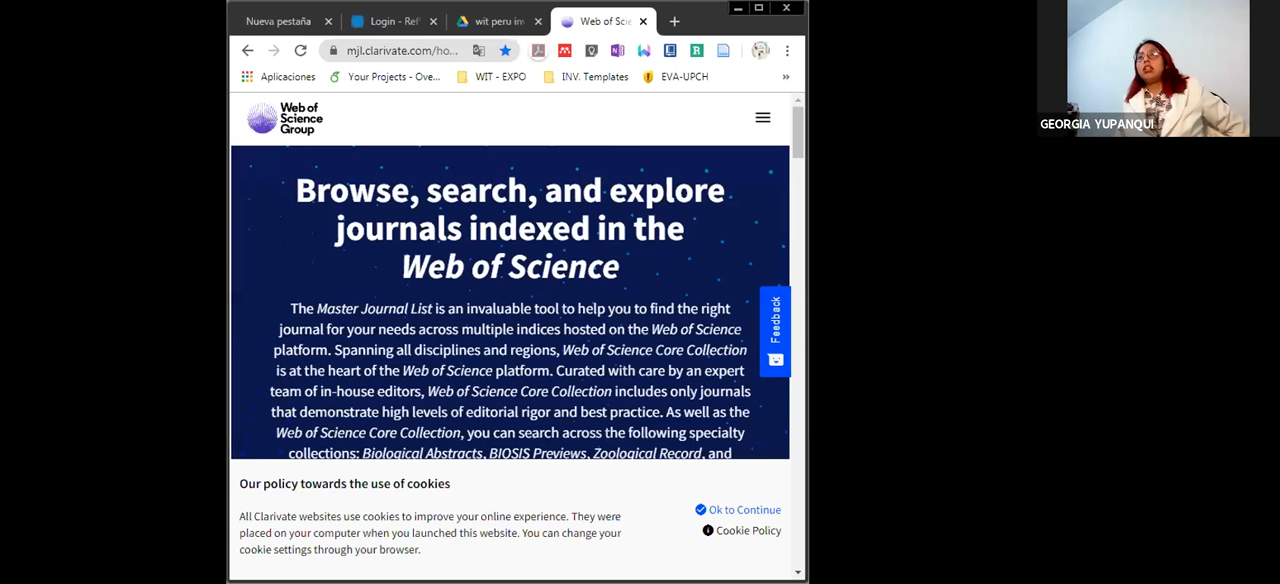 Nueva pestaña
Login - Ref
wit peru in
Web of Scie
mjl.clarivate.com/ho...
Aplicaciones
Your Projects - Ove...
WIT - EXPO
INV. Templates
EVA-UPCH
»
Web of
Science
Group
Browse, search, and explore
journals indexed in the
Web of Science
The Master Journal List is an invaluable tool to help you to find the right
journal for your needs across multiple indices hosted on the Web of Science
platform. Spanning all disciplines and regions, Web of Science Core Collection
is at the heart of the Web of Science platform. Curated with care by an expert
team of in-house editors, Web of Science Core Collection includes only journals
that demonstrate high levels of editorial rigor and best practice. As well as the
Web of Science Core Collection, you can search across the following specialty
collections: Biological Abstracts, BIOSIS Previews, Zoological Record, and
Feedback
Our policy towards the use of cookies
All Clarivate websites use cookies to improve your online experience. They were
placed on your computer when you launched this website. You can change your
cookie settings through your browser.
Ok to Continue
Cookie Policy
GEORGIA YUPANQUI